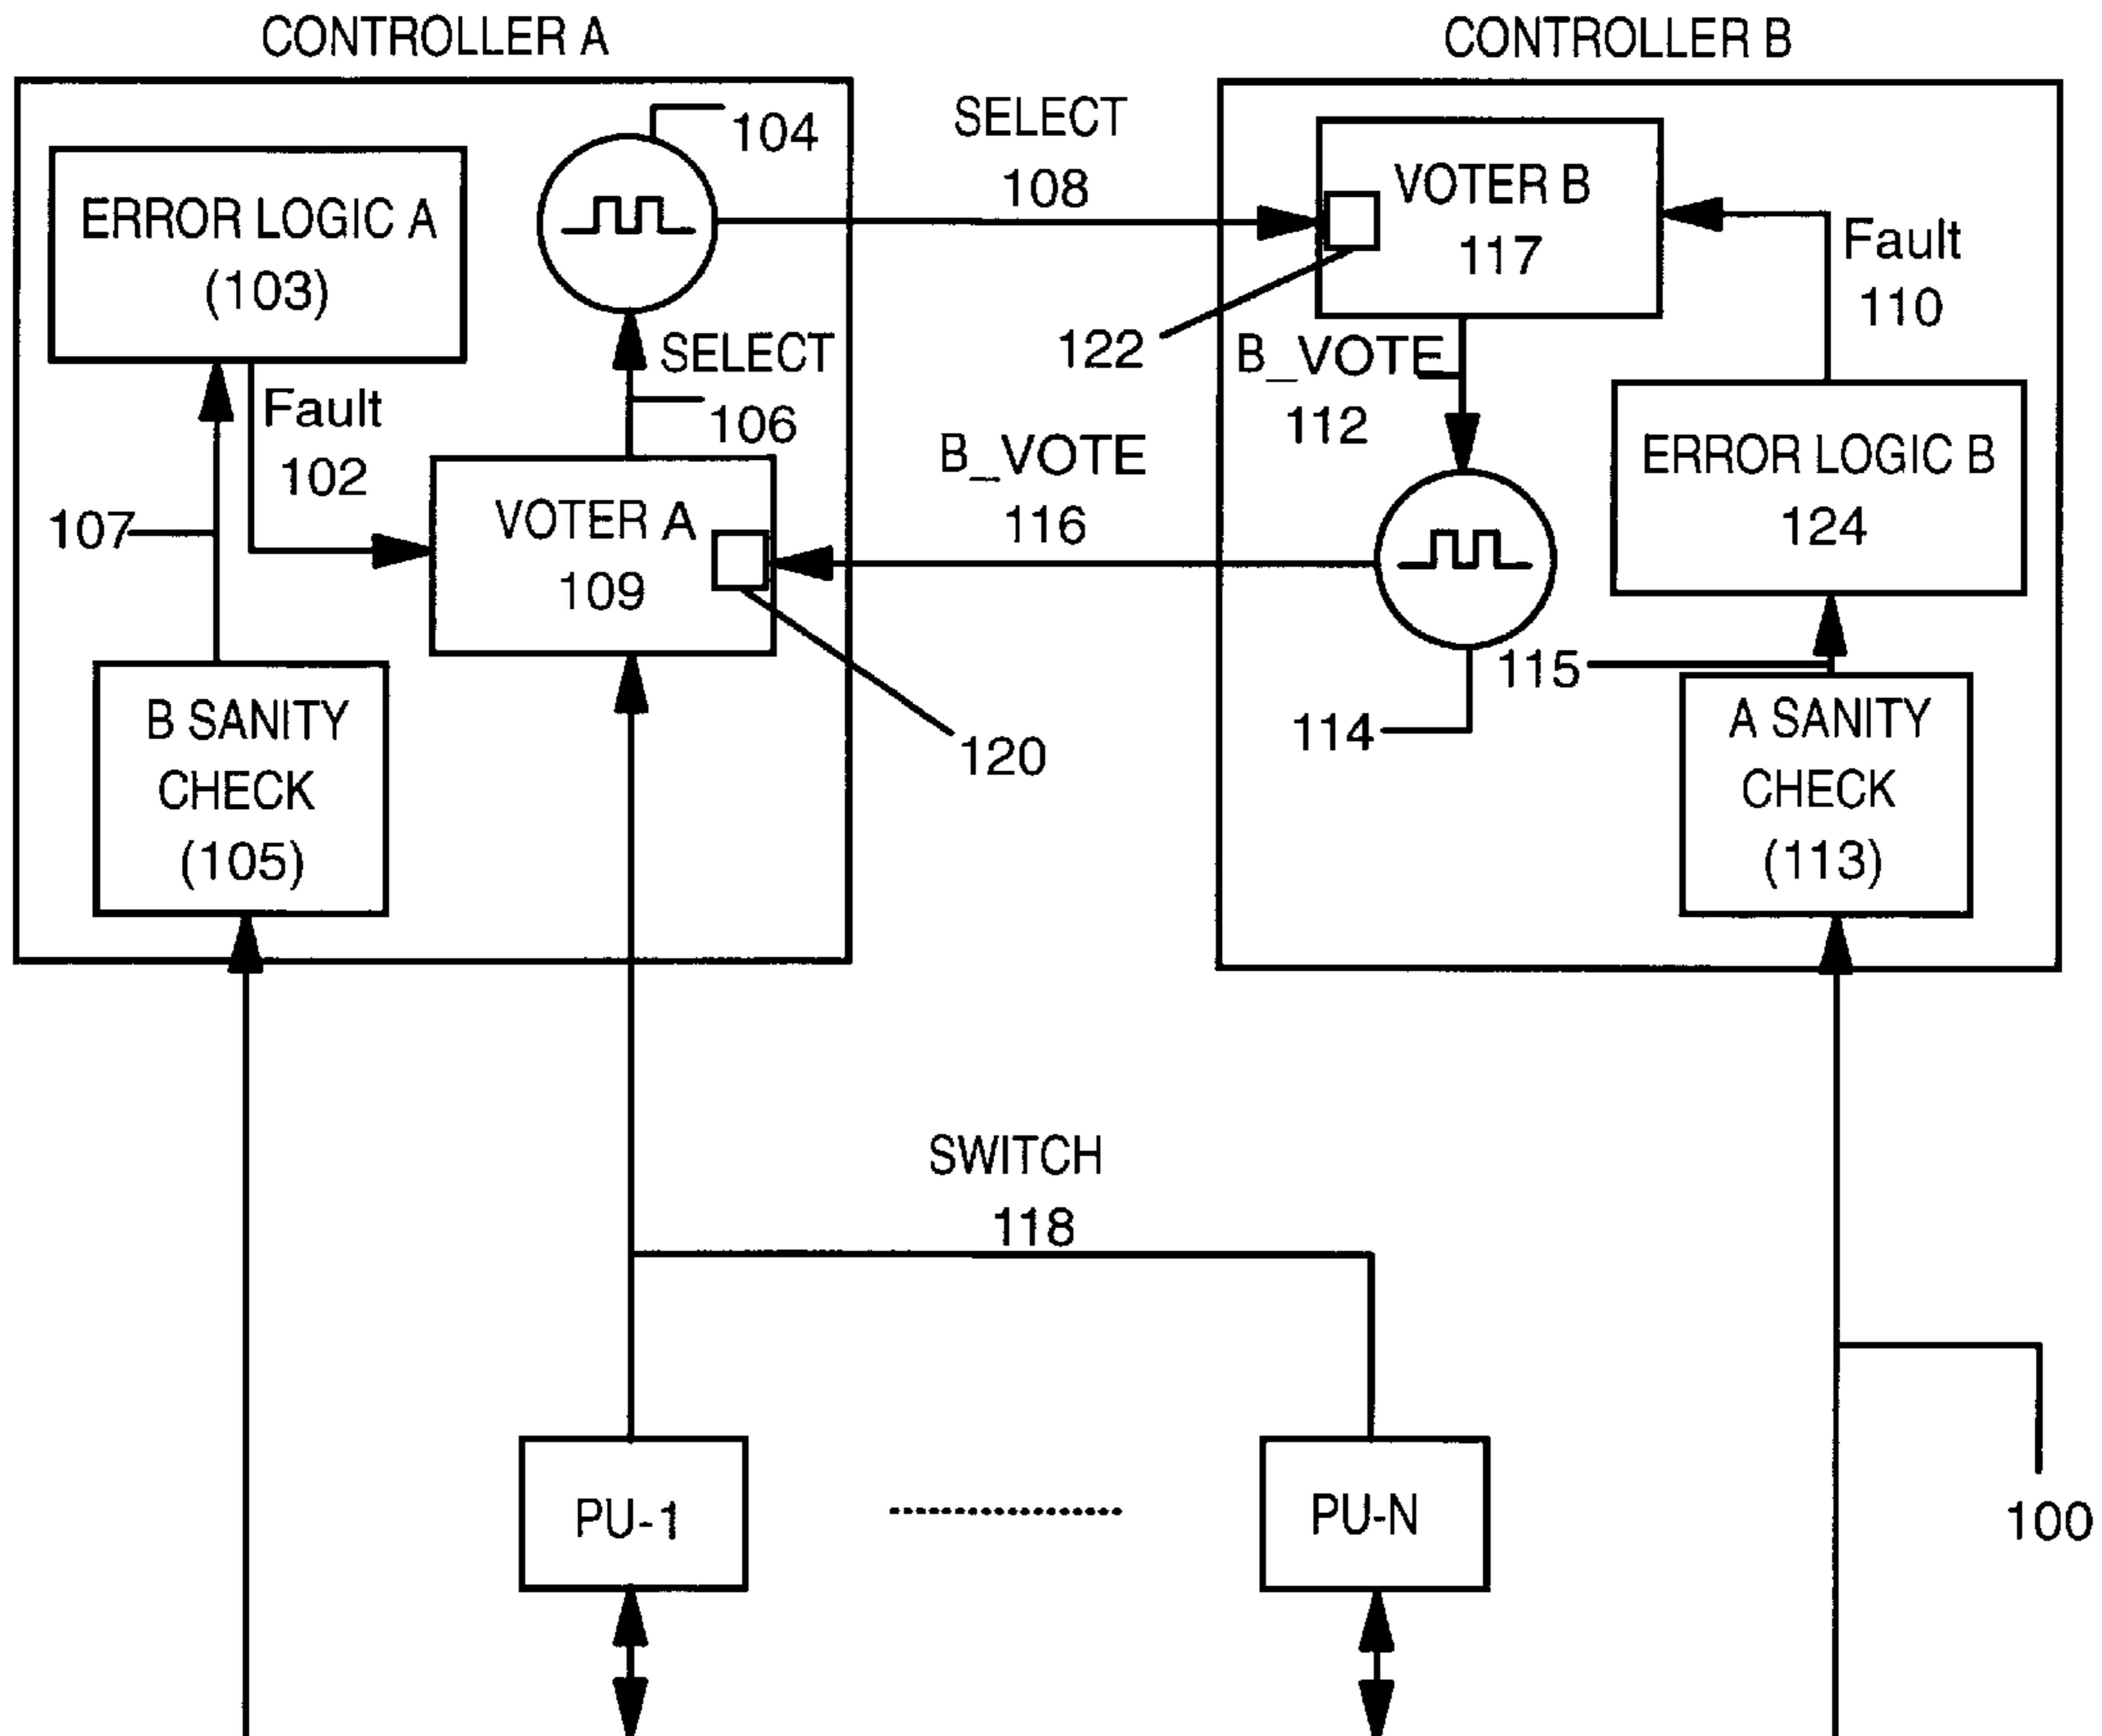 CONTROLLER A
CONTROLLER B
104
ERROR LOGIC A
(103)
SELECT
108
VOTER B
117
Fault
110
122
SELECT
106
Fault
102
B_VOTE
112
B_VOTE
116
ERROR LOGIC B
124
107
VOTER A
109
115
114
120
B SANITY
CHECK
(105)
A SANITY
CHECK
(113)
SWITCH
118
PU-1
PU-N
100